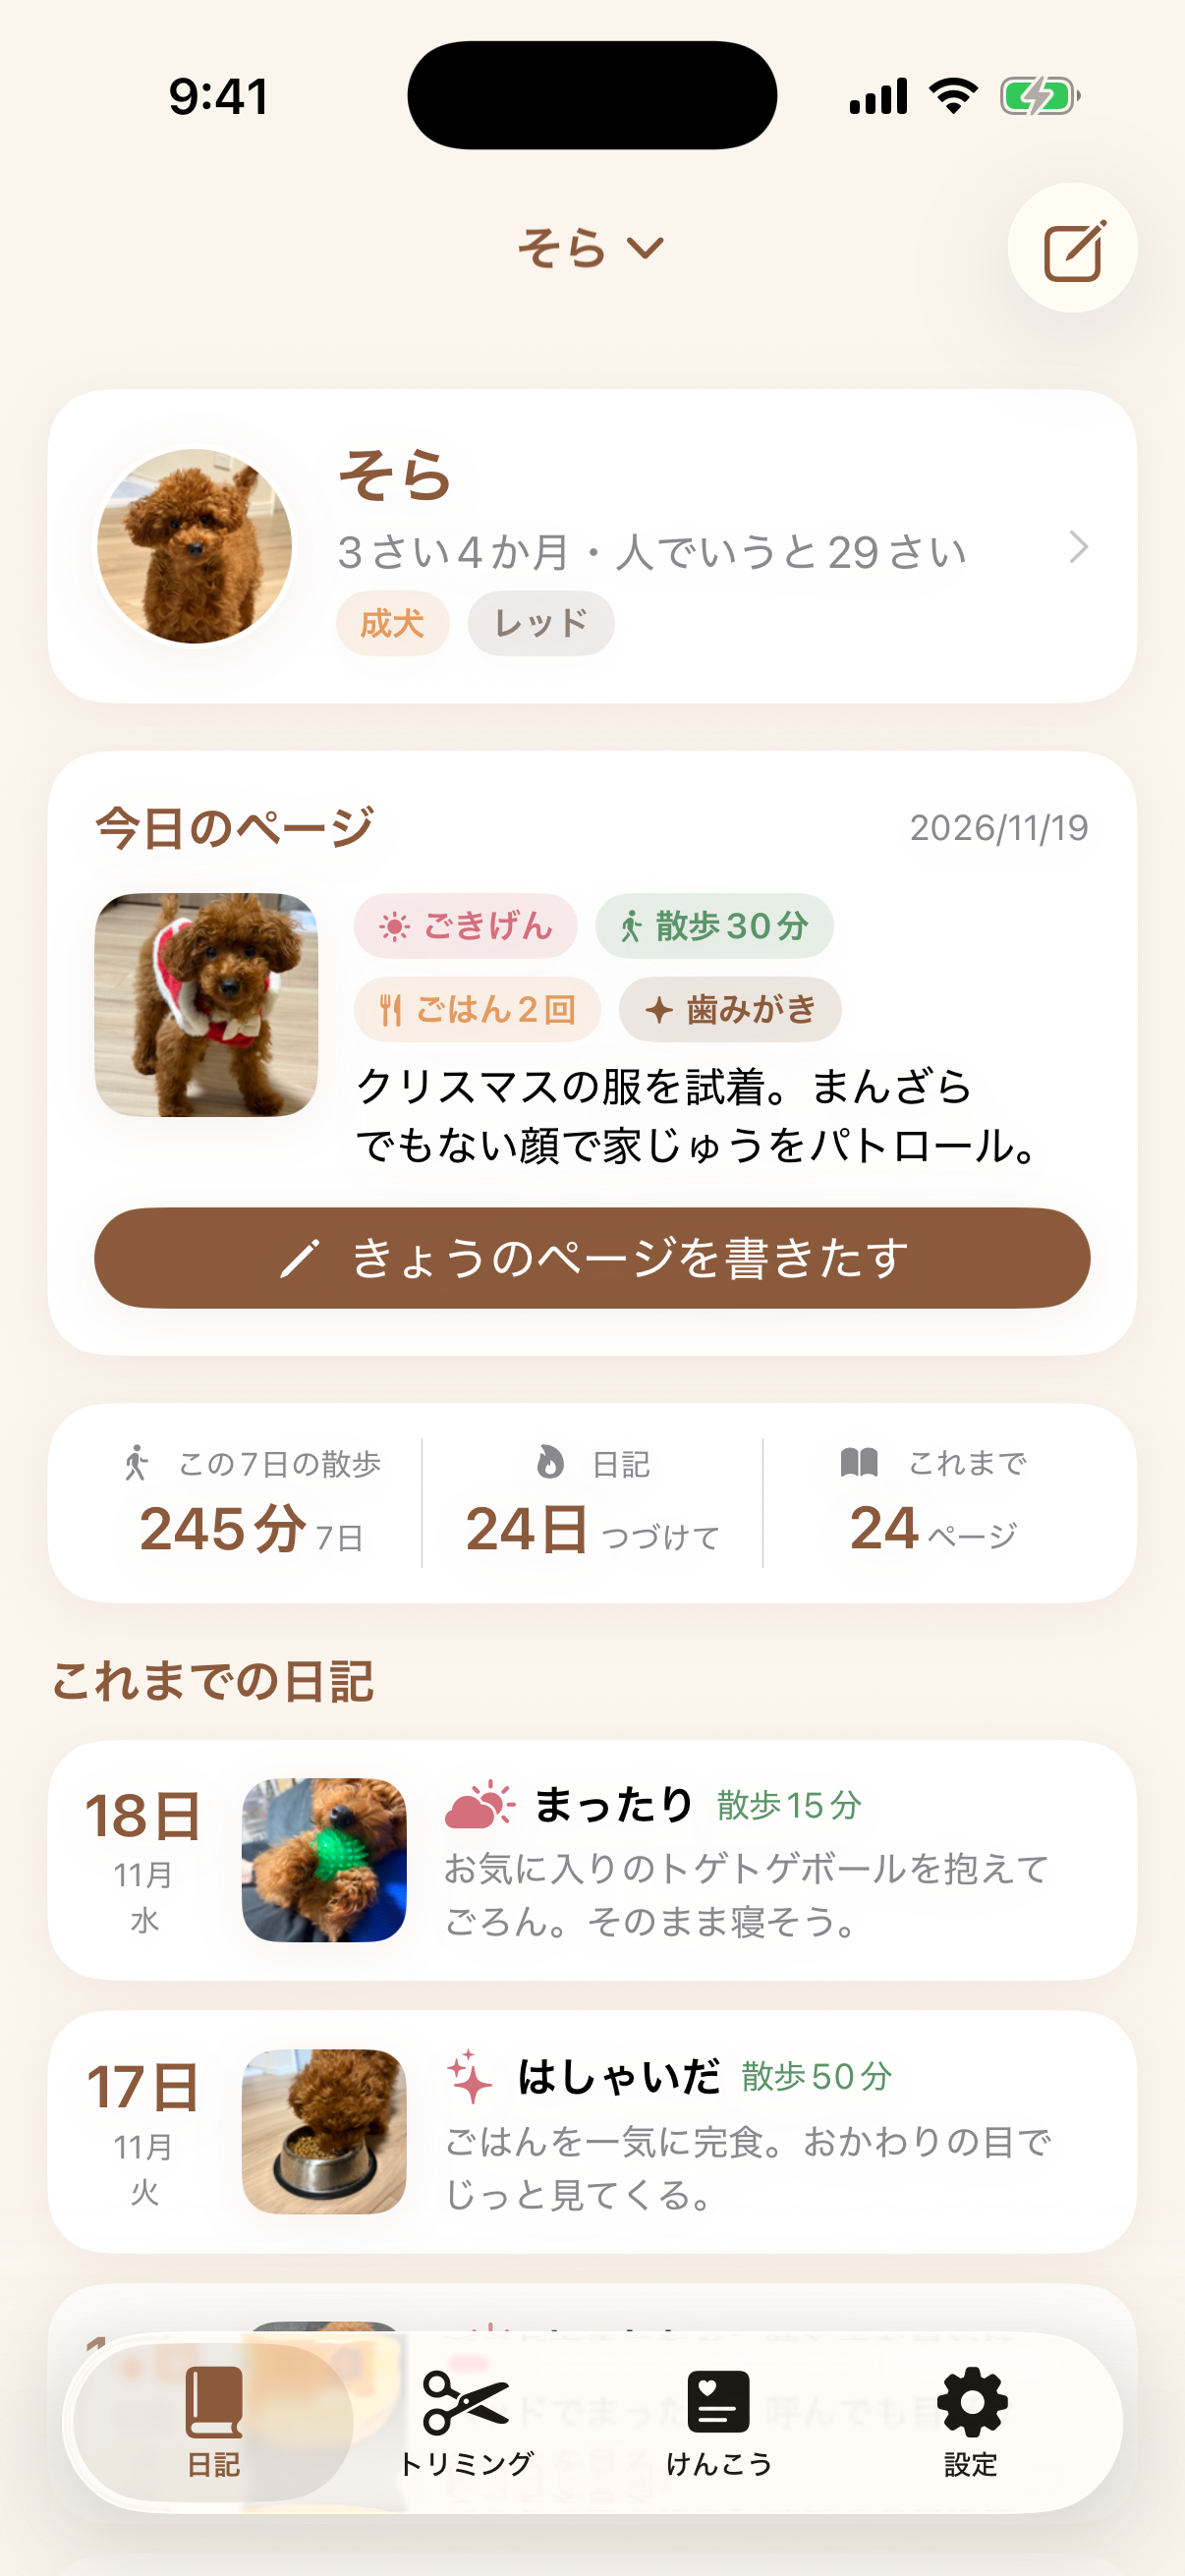 9:41
そら
そら
3さい4か月・人でいうと29さい
成犬 レッド
今日のページ 2026/11/19
ごきげん 散歩30分
ごはん2回 歯みがき
クリスマスの服を試着。まんざら
でもない顔で家じゅうをパトロール。
きょうのページを書きたす
この7日の散歩 日記 これまで
245分 7日 24日 つづけて 24 ページ
これまでの日記
18日 まったり 散歩15分
11月 お気に入りのトゲトゲボールを抱えて
水 ごろん。そのまま寝そう。
17日 はしゃいだ 散歩50分
11月 ごはんを一気に完食。おかわりの目で
火 じっと見てくる。
日記 トリミング けんこう 設定